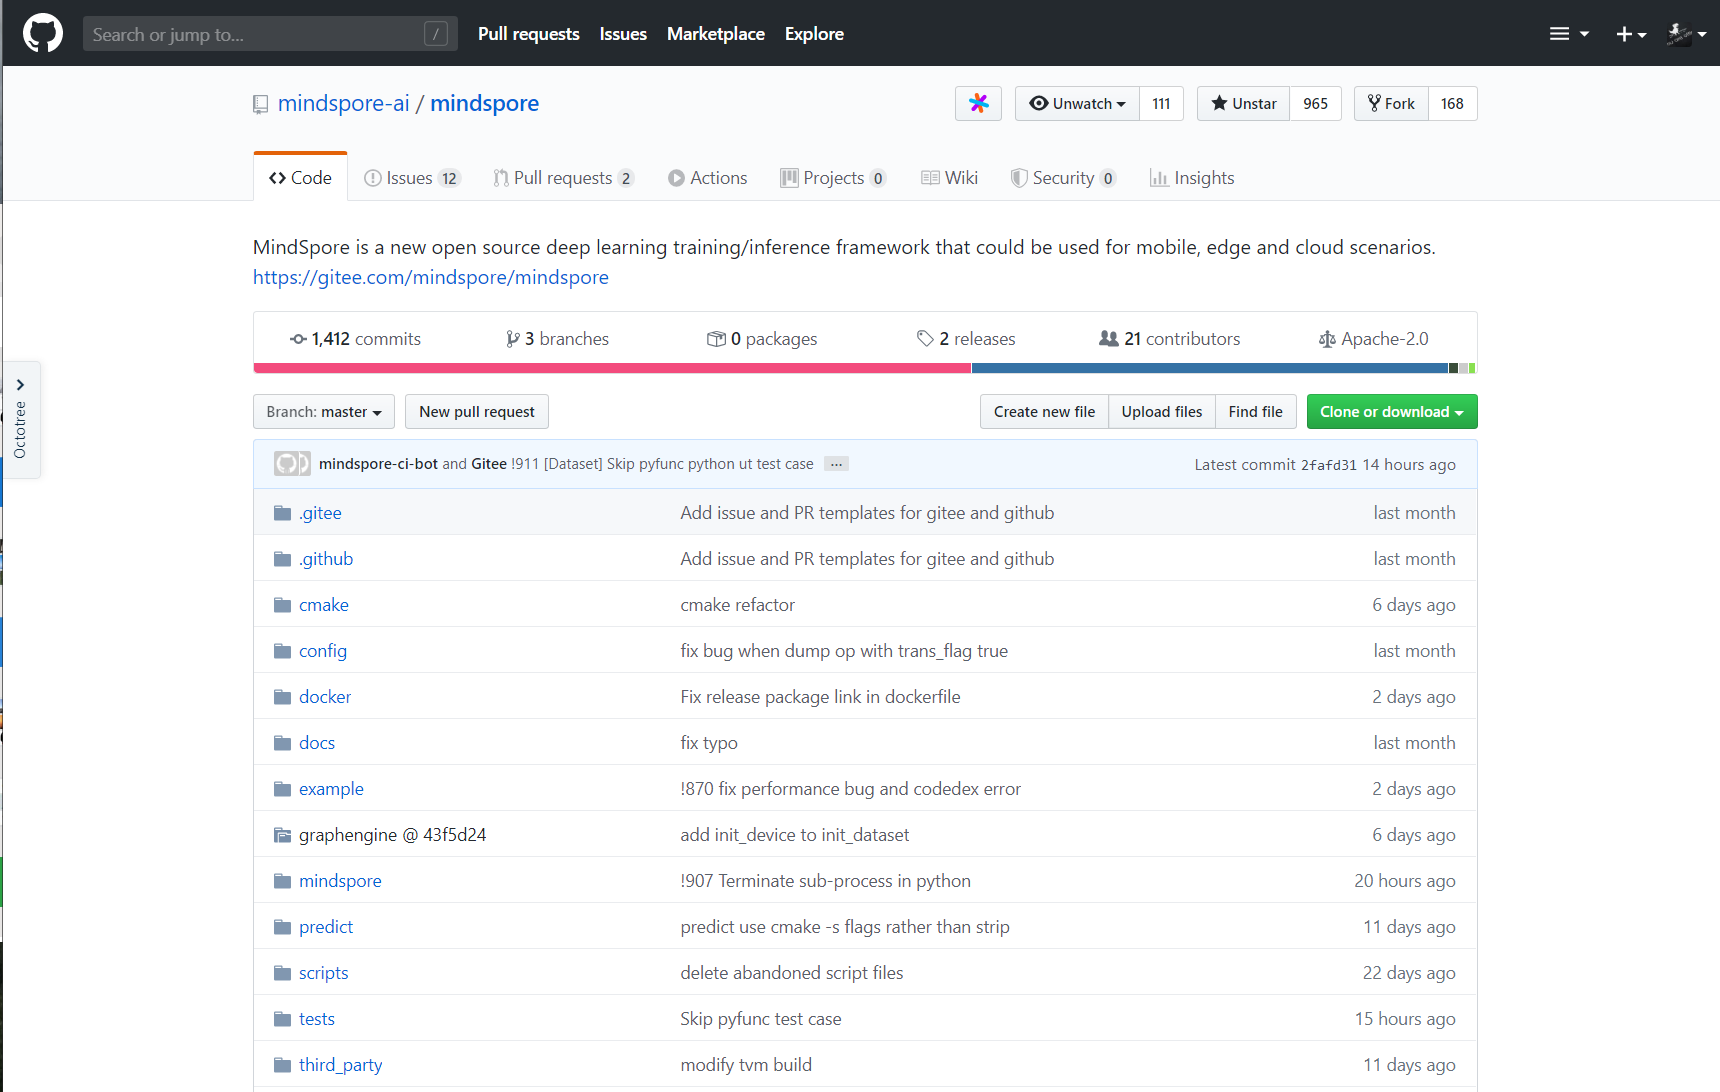 Search or jump to... / Pull requests Issues Marketplace Explore
mindspore-ai / mindspore Unwatch 111 Unstar 965 Fork 168
Code Issues 12 Pull requests 2 Actions Projects 0 Wiki Security 0 Insights
MindSpore is a new open source deep learning training/inference framework that could be used for mobile, edge and cloud scenarios.
https://gitee.com/mindspore/mindspore
1,412 commits 3 branches 0 packages 2 releases 21 contributors Apache-2.0
Octotree
Branch: master New pull request Create new file Upload files Find file Clone or download
mindspore-ci-bot and Gitee !911 [Dataset] Skip pyfunc python ut test case ... Latest commit 2fafd31 14 hours ago
.gitee Add issue and PR templates for gitee and github last month
.github Add issue and PR templates for gitee and github last month
cmake cmake refactor 6 days ago
config fix bug when dump op with trans_flag true last month
docker Fix release package link in dockerfile 2 days ago
docs fix typo last month
example !870 fix performance bug and codedex error 2 days ago
graphengine @ 43f5d24 add init_device to init_dataset 6 days ago
mindspore !907 Terminate sub-process in python 20 hours ago
predict predict use cmake -s flags rather than strip 11 days ago
scripts delete abandoned script files 22 days ago
tests Skip pyfunc test case 15 hours ago
third_party modify tvm build 11 days ago